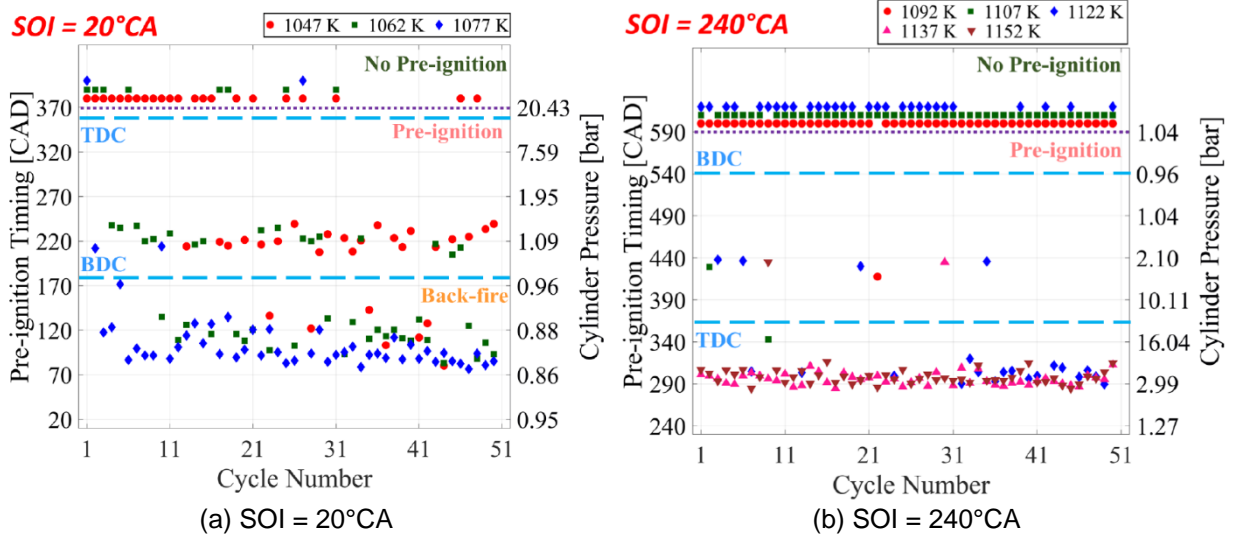 SOI = 20°CA
1047 K 1062 K 1077 K
No Pre-ignition
Pre-ignition
TDC
BDC
Back-fire
370
320
270
220
170
120
70
20
Pre-ignition Timing [CAD]
20.43
7.59
1.95
1.09
0.96
0.88
0.86
0.95
Cylinder Pressure [bar]
1 11 21 31 41 51
Cycle Number
(a) SOI = 20°CA
SOI = 240°CA
1092 K 1107 K 1122 K
1137 K 1152 K
No Pre-ignition
Pre-ignition
BDC
TDC
590
540
490
440
390
340
290
240
Pre-ignition Timing [CAD]
1.04
0.96
1.04
2.10
10.11
16.04
2.99
1.27
Cylinder Pressure [bar]
1 11 21 31 41 51
Cycle Number
(b) SOI = 240°CA